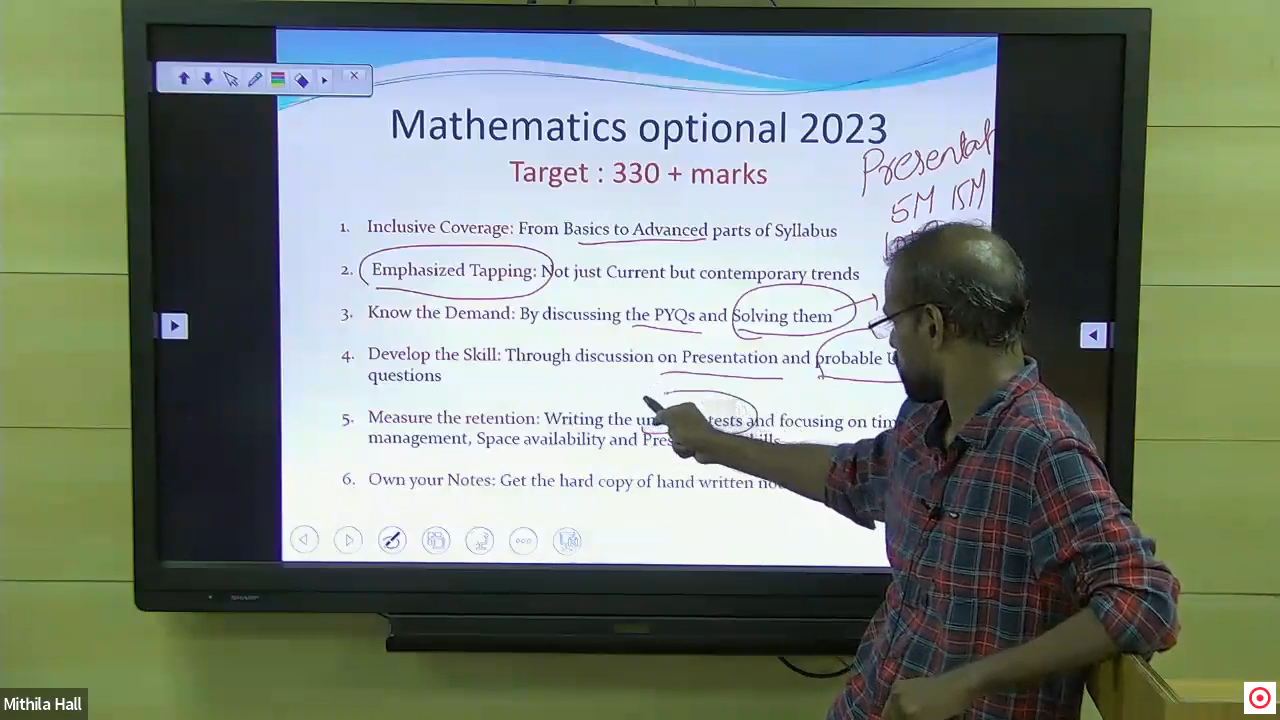 Mathematics optional 2023
Target : 330 + marks
Presentat
5M 15M
1. Inclusive Coverage: From Basics to Advanced parts of Syllabus
2. Emphasized Tapping: Not just Current but contemporary trends
3. Know the Demand: By discussing the PYQs and Solving them
4. Develop the Skill: Through discussion on Presentation and probable U
questions
5. Measure the retention: Writing the tests and focusing on tim
management, Space availability and
6. Own your Notes: Get the hard copy of hand written
SHARP
Mithila Hall